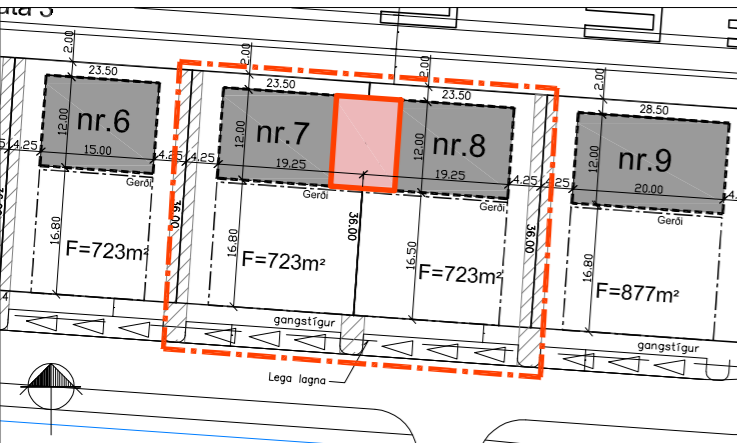 2.00
2.00
2.00
2.00
23.50
23.50
23.50
28.50
nr.6
nr.7
nr.8
nr.9
12.00
12.00
12.00
12.00
15.00
4.25
4.25
19.25
19.25
4.25
4.25
20.00
Gerði
Gerði
Gerði
Gerði
36.00
36.00
36.00
16.80
16.80
16.50
16.80
F=723m²
F=723m²
F=723m²
F=877m²
gangstígur
gangstígur
Lega lagna